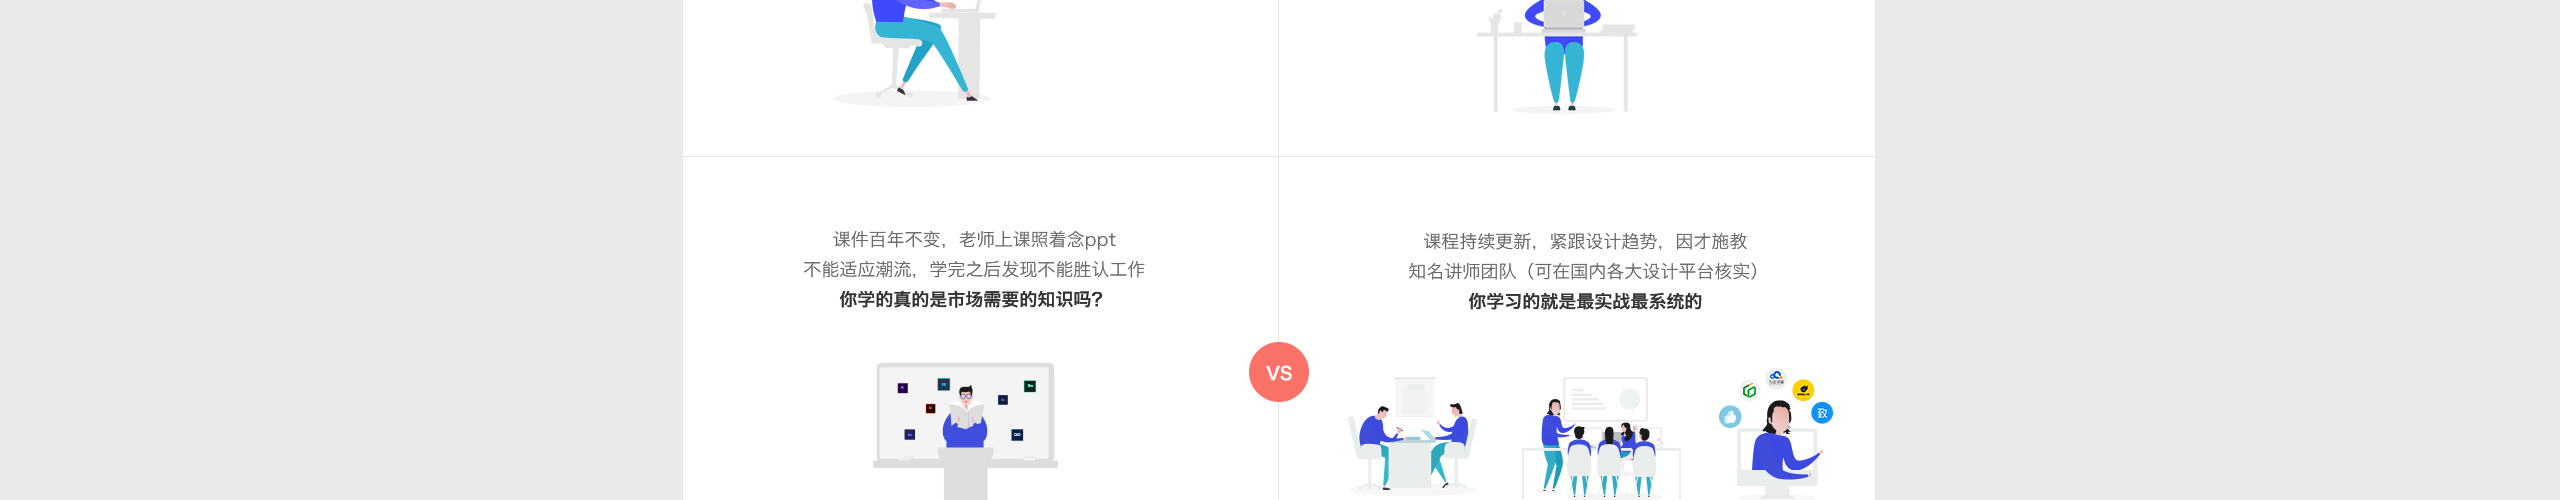 课件百年不变，老师上课照着念ppt
不能适应潮流，学完之后发现不能胜认工作
你学的真的是市场需要的知识吗？
VS
课程持续更新，紧跟设计趋势，因才施教
知名讲师团队（可在国内各大设计平台核实）
你学习的就是最实战最系统的
致